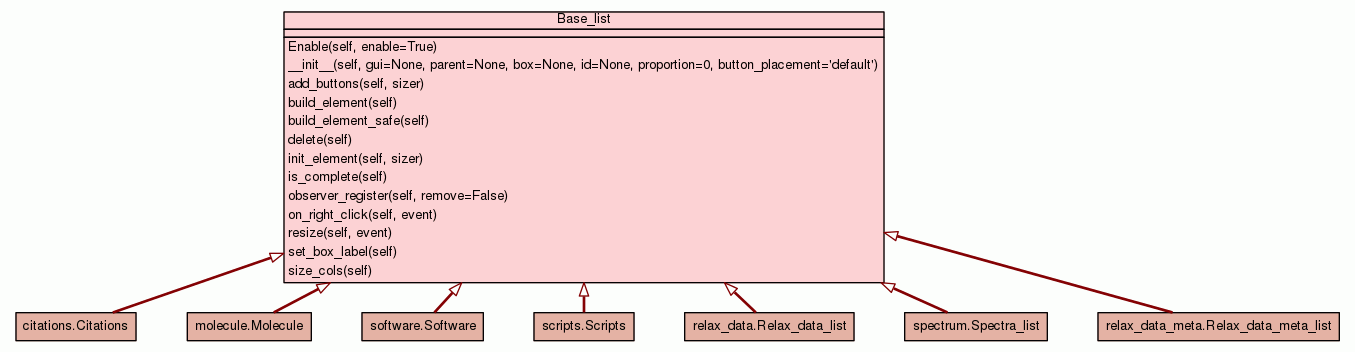 Base_list
Enable(self, enable=True)
__init__(self, gui=None, parent=None, box=None, id=None, proportion=0, button_placement='default')
add_buttons(self, sizer)
build_element(self)
build_element_safe(self)
delete(self)
init_element(self, sizer)
is_complete(self)
observer_register(self, remove=False)
on_right_click(self, event)
resize(self, event)
set_box_label(self)
size_cols(self)
citations.Citations
molecule.Molecule
software.Software
scripts.Scripts
relax_data.Relax_data_list
spectrum.Spectra_list
relax_data_meta.Relax_data_meta_list